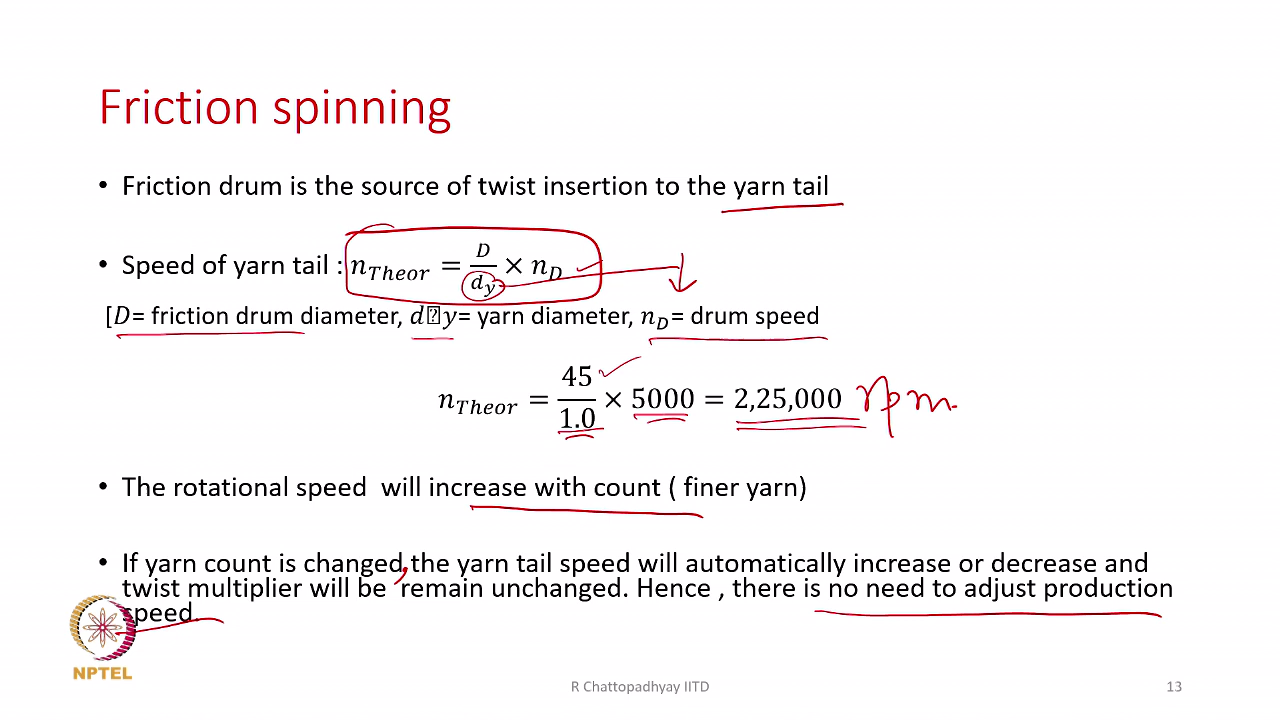 Friction spinning
• Friction drum is the source of twist insertion to the yarn tail
• Speed of yarn tail : n_Theor = D/d_y × n_D
[D= friction drum diameter, d⍰y= yarn diameter, n_D= drum speed
n_Theor = 45/1.0 × 5000 = 2,25,000 rpm
• The rotational speed will increase with count ( finer yarn)
• If yarn count is changed,the yarn tail speed will automatically increase or decrease and
twist multiplier will be remain unchanged. Hence , there is no need to adjust production
speed.
NPTEL
R Chattopadhyay IITD
13